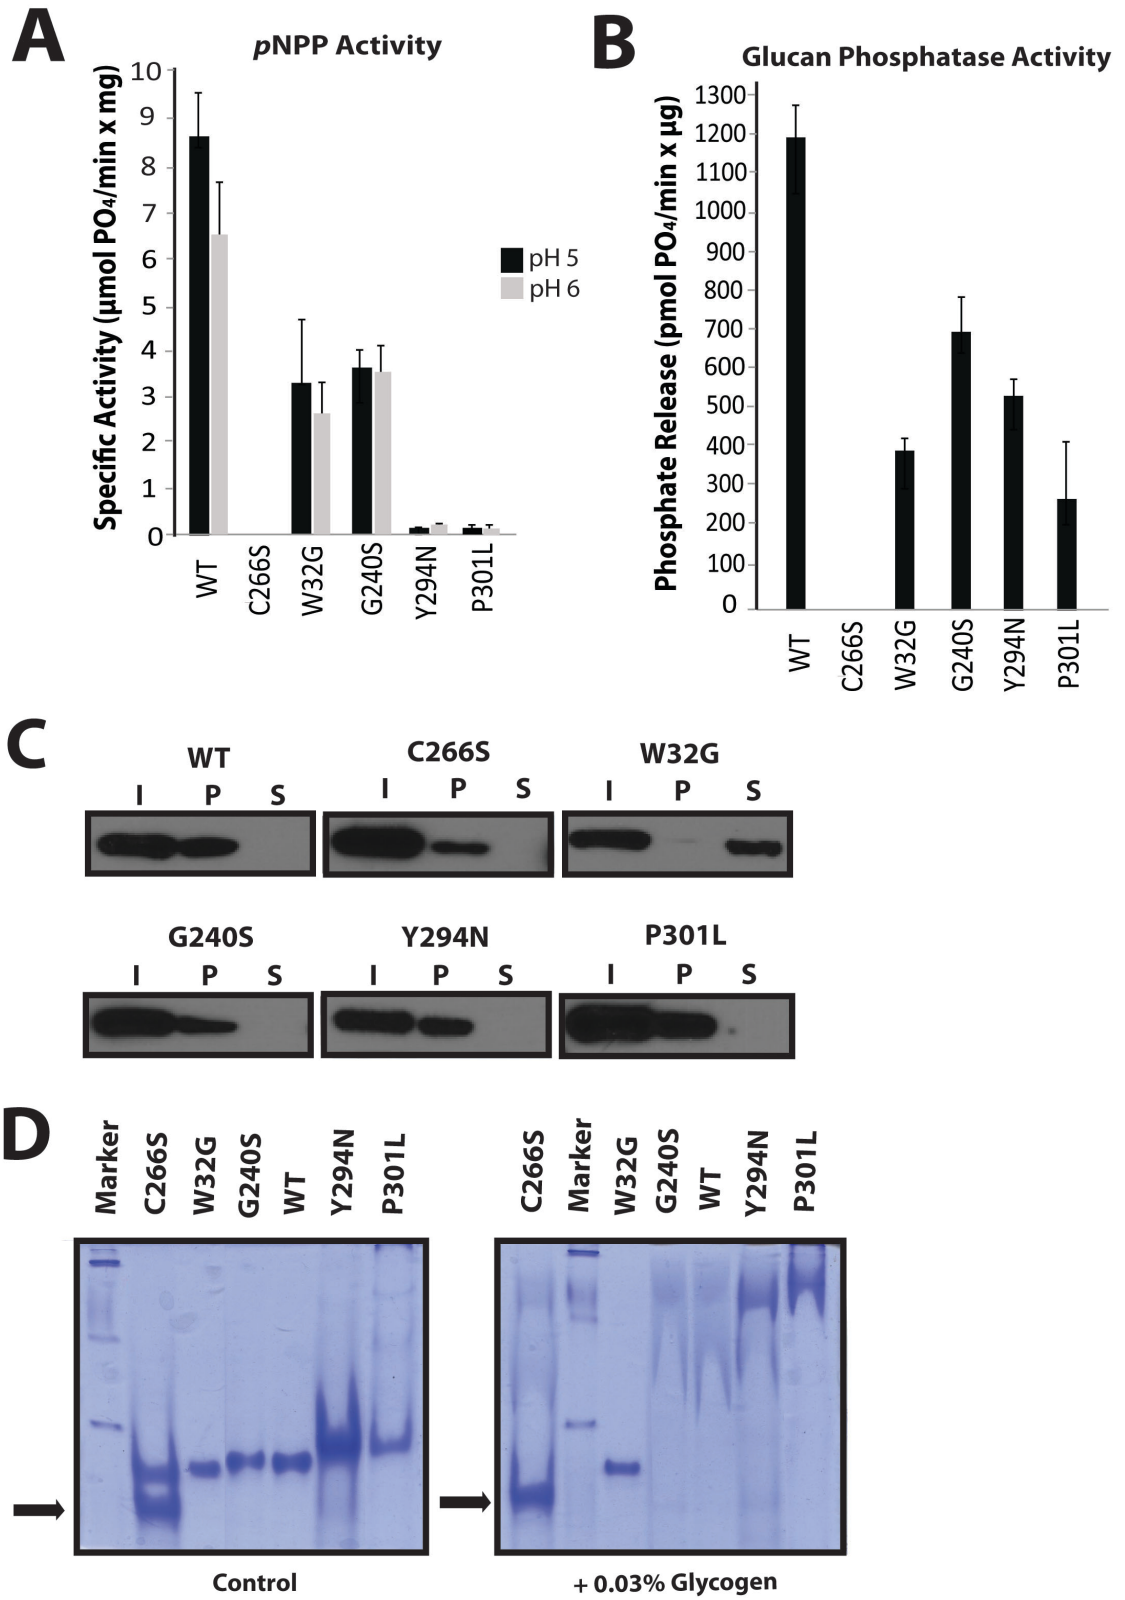 A
pNPP Activity
Specific Activity (µmol PO4/min x mg)
10
9
8
7
6
5
4
3
2
1
0
pH 5
pH 6
WT
C266S
W32G
G240S
Y294N
P301L
B
Glucan Phosphatase Activity
Phosphate Release (pmol PO4/min x µg)
1300
1200
1100
1000
900
800
700
600
500
400
300
200
100
0
WT
C266S
W32G
G240S
Y294N
P301L
C
WT C266S W32G
I P S I P S I P S
G240S Y294N P301L
I P S I P S I P S
D
Marker C266S W32G G240S WT Y294N P301L
C266S Marker W32G G240S WT Y294N P301L
Control
+ 0.03% Glycogen